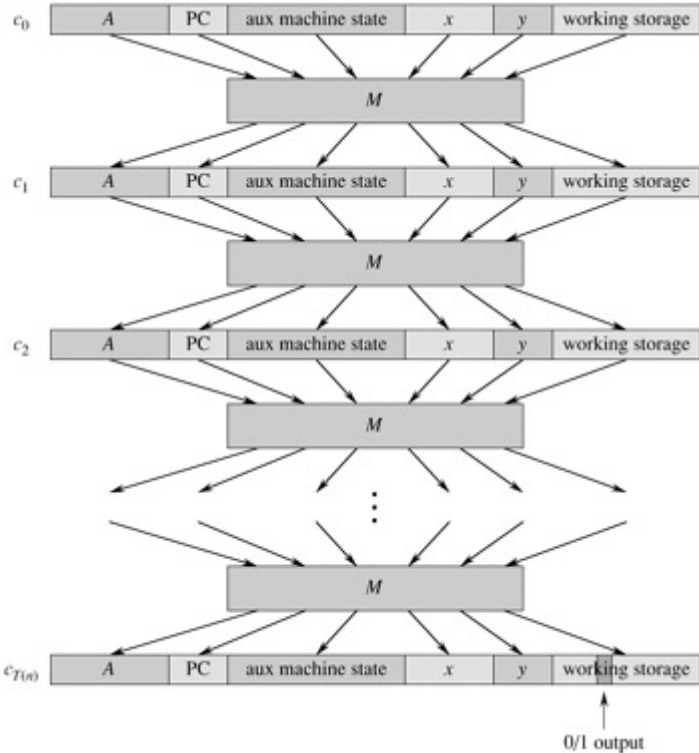 c0 A PC aux machine state x y working storage
M
c1 A PC aux machine state x y working storage
M
c2 A PC aux machine state x y working storage
M
M
cT(n) A PC aux machine state x y working storage
0/1 output